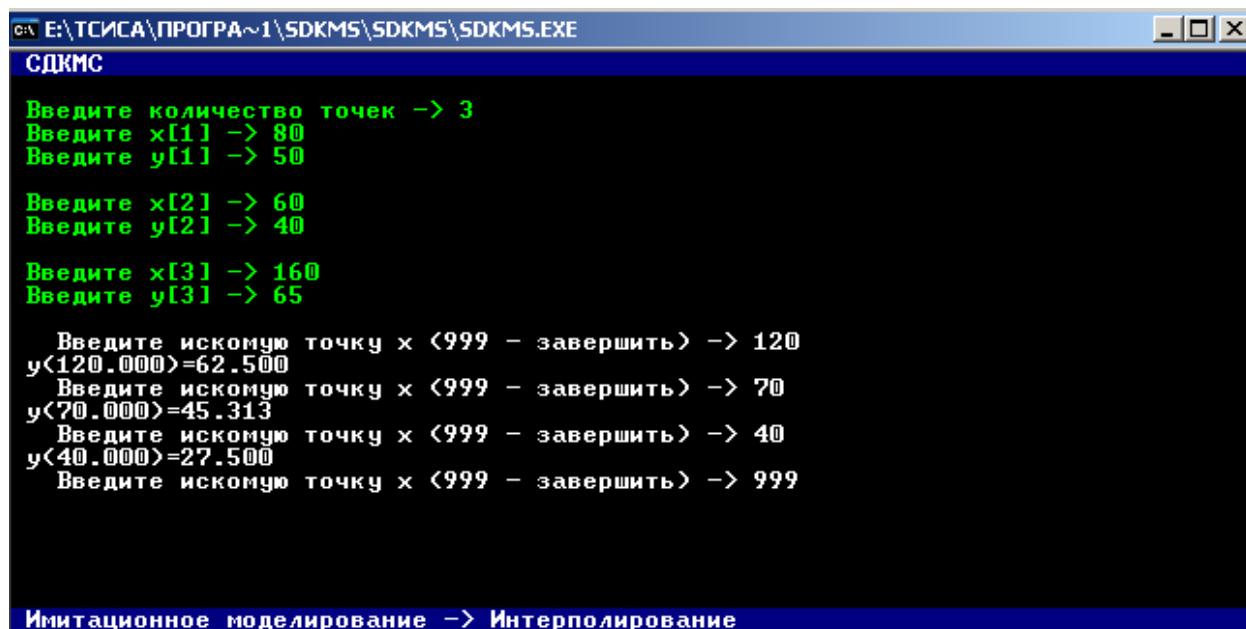 E:\ТСИСА\ПРОГРА~1\SDKMS\SDKMS\SDKMS.EXE
СДКМС
Введите количество точек -> 3
Введите x[1] -> 80
Введите y[1] -> 50
Введите x[2] -> 60
Введите y[2] -> 40
Введите x[3] -> 160
Введите y[3] -> 65
Введите искомую точку x (999 - завершить) -> 120
y(120.000)=62.500
Введите искомую точку x (999 - завершить) -> 70
y(70.000)=45.313
Введите искомую точку x (999 - завершить) -> 40
y(40.000)=27.500
Введите искомую точку x (999 - завершить) -> 999
Имитационное моделирование -> Интерполирование